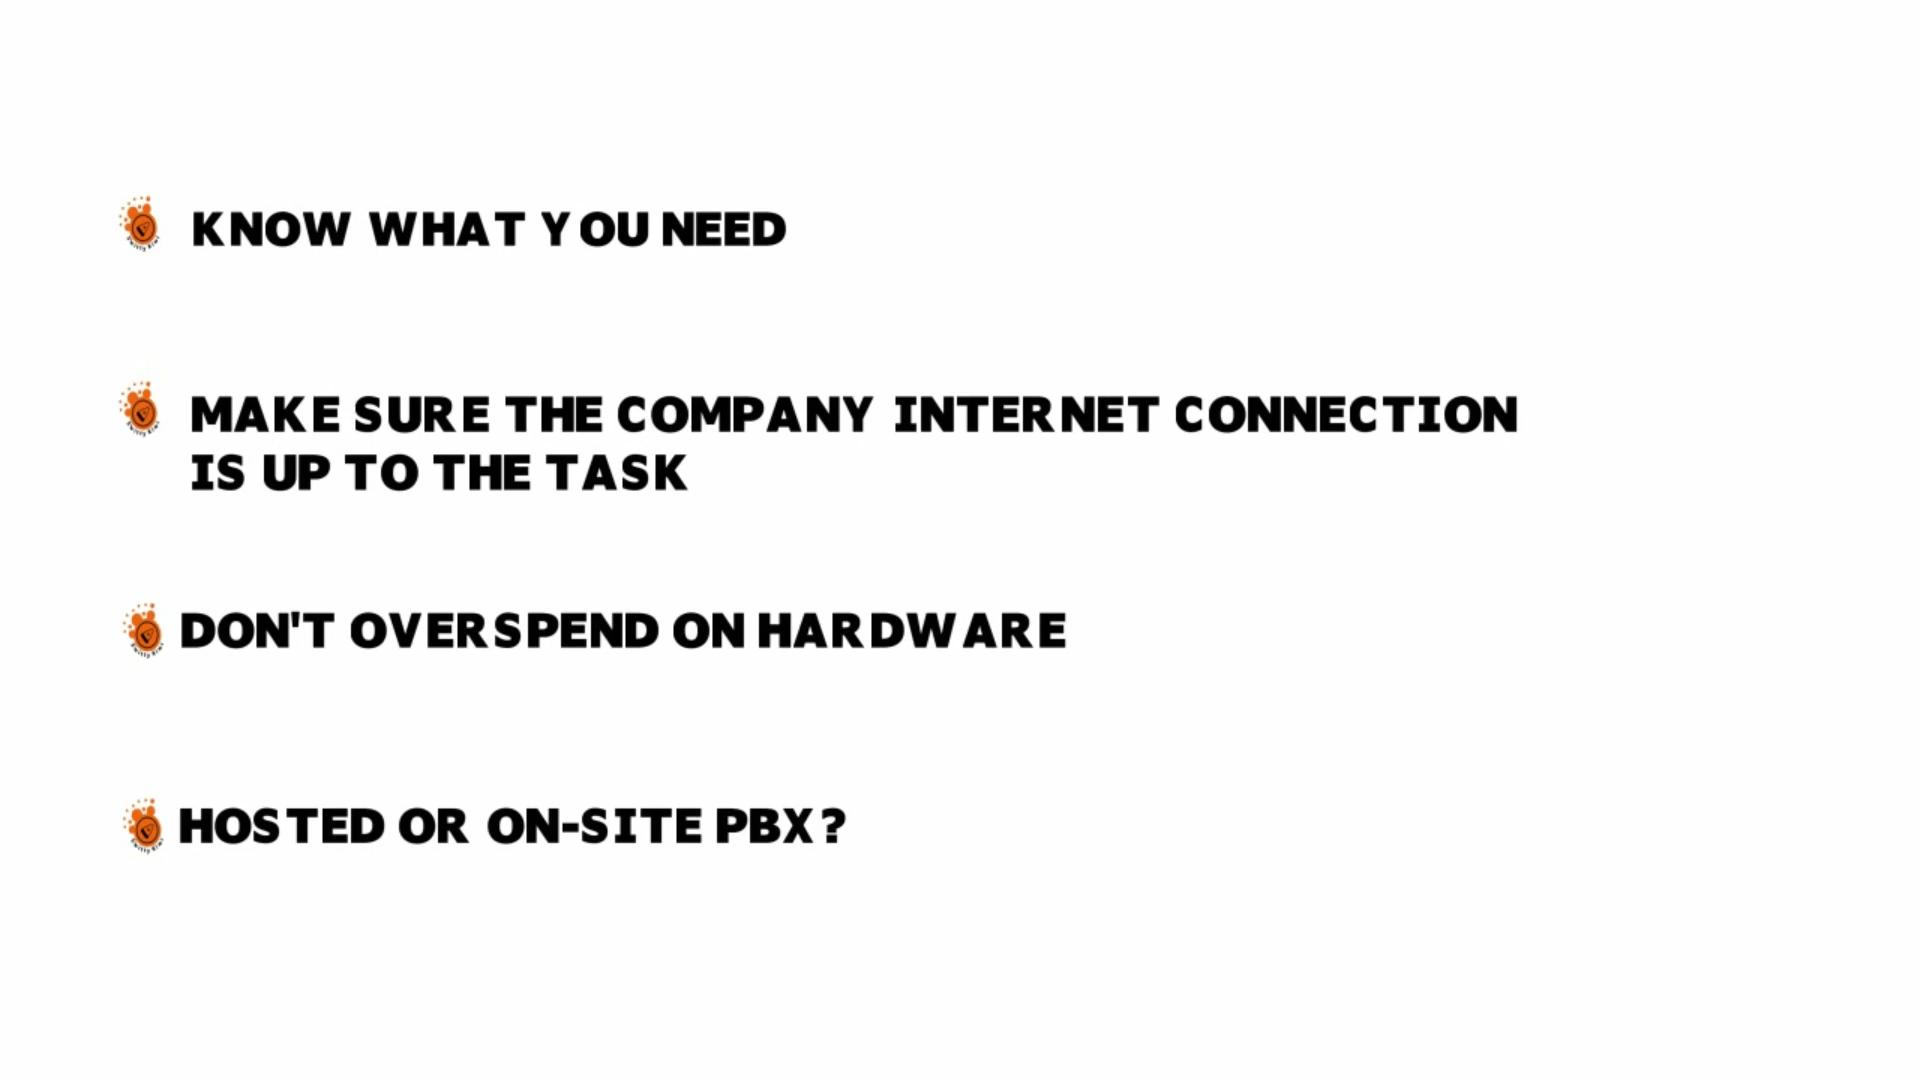 KNOW WHAT YOU NEED
MAKE SURE THE COMPANY INTERNET CONNECTION
IS UP TO THE TASK
DON'T OVERSPEND ON HARDWARE
HOSTED OR ON-SITE PBX?